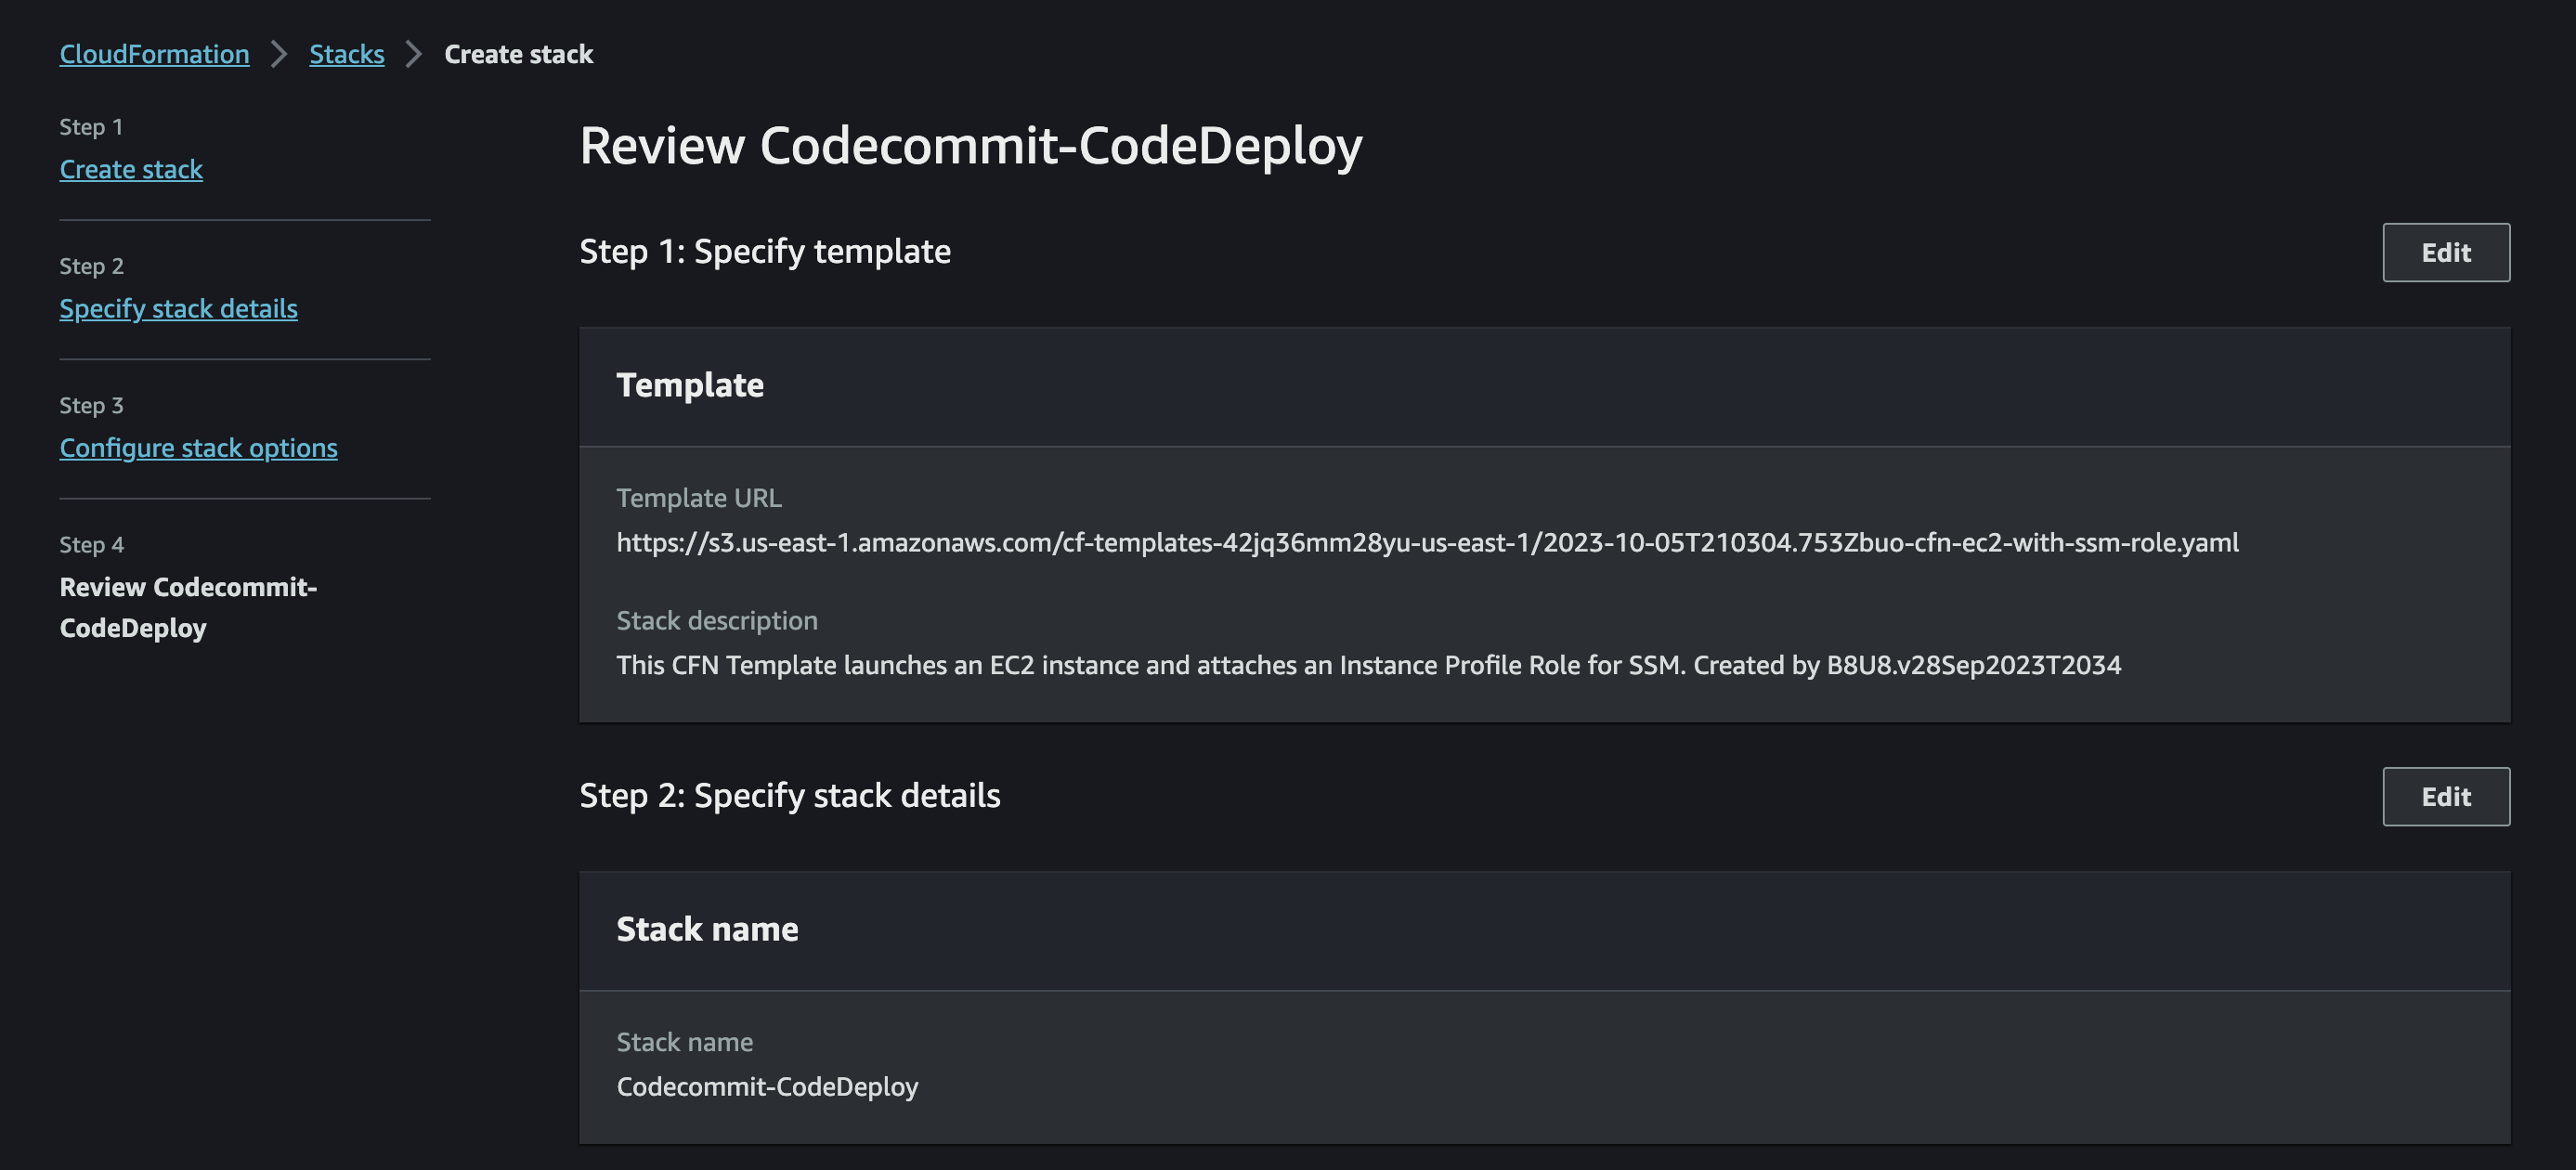 CloudFormation > Stacks > Create stack
Step 1
Create stack
Step 2
Specify stack details
Step 3
Configure stack options
Step 4
Review Codecommit-
CodeDeploy
Review Codecommit-CodeDeploy
Step 1: Specify template
Edit
Template
Template URL
https://s3.us-east-1.amazonaws.com/cf-templates-42jq36mm28yu-us-east-1/2023-10-05T210304.753Zbuo-cfn-ec2-with-ssm-role.yaml
Stack description
This CFN Template launches an EC2 instance and attaches an Instance Profile Role for SSM. Created by B8U8.v28Sep2023T2034
Step 2: Specify stack details
Edit
Stack name
Stack name
Codecommit-CodeDeploy